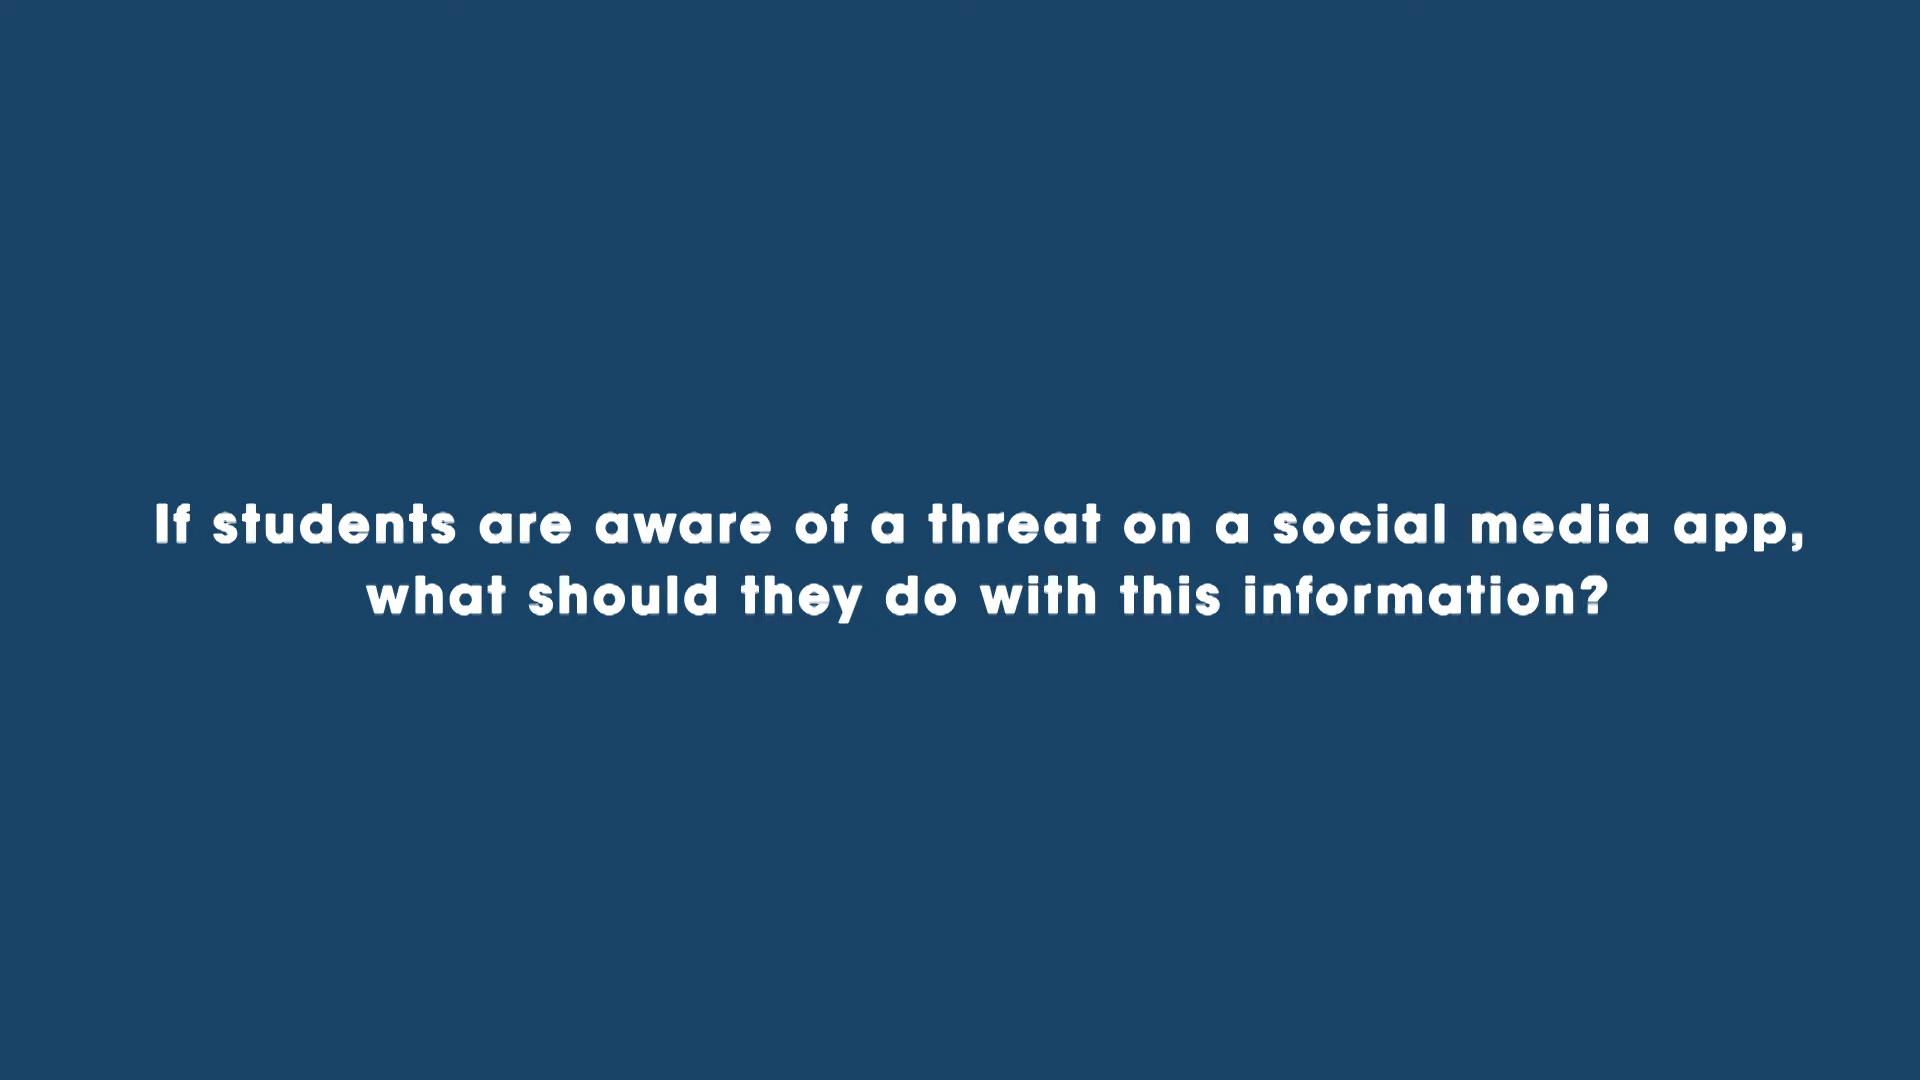 If students are aware of a threat on a social media app,
what should they do with this information?